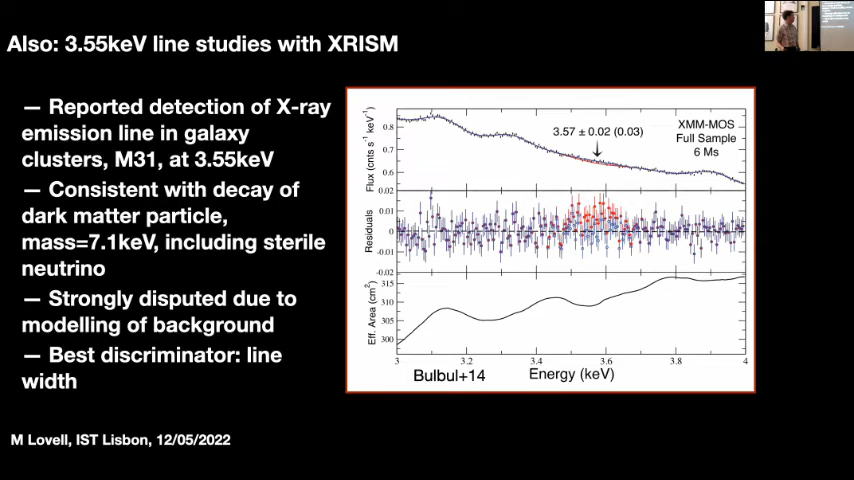 Also: 3.55keV line studies with XRISM
— Reported detection of X-ray
emission line in galaxy
clusters, M31, at 3.55keV
— Consistent with decay of
dark matter particle,
mass=7.1keV, including sterile
neutrino
— Strongly disputed due to
modelling of background
— Best discriminator: line
width
Flux (cnts s⁻¹ keV⁻¹)
0.8
0.7
0.6
3.57 ± 0.02 (0.03)
XMM-MOS
Full Sample
6 Ms
Residuals
0.02
0.01
0
-0.01
-0.02
Eff. Area (cm²)
315
310
305
300
3
3.2
3.4
3.6
3.8
4
Bulbul+14
Energy (keV)
M Lovell, IST Lisbon, 12/05/2022